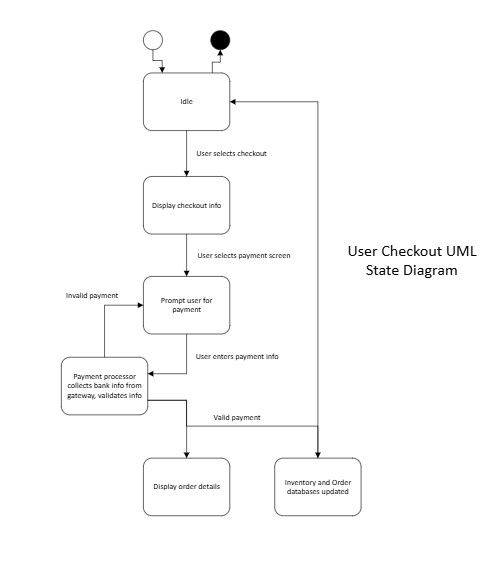 Idle
User selects checkout
Display checkout info
User selects payment screen
User Checkout UML
State Diagram
Invalid payment
Prompt user for
payment
User enters payment info
Payment processor
collects bank info from
gateway, validates info
Valid payment
Display order details
Inventory and Order
databases updated